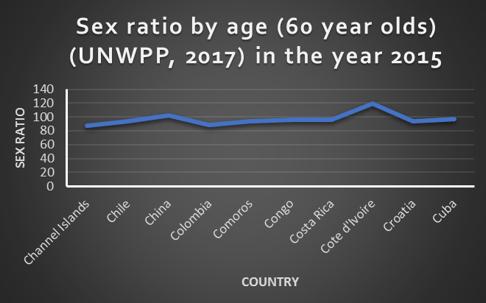 Sex ratio by age (60 year olds)
(UNWPP, 2017) in the year 2015
140
120
100
80
60
40
20
0
SEX RATIO
Channel Islands
Chile
China
Colombia
Comoros
Congo
Costa Rica
Cote d'Ivoire
Croatia
Cuba
COUNTRY